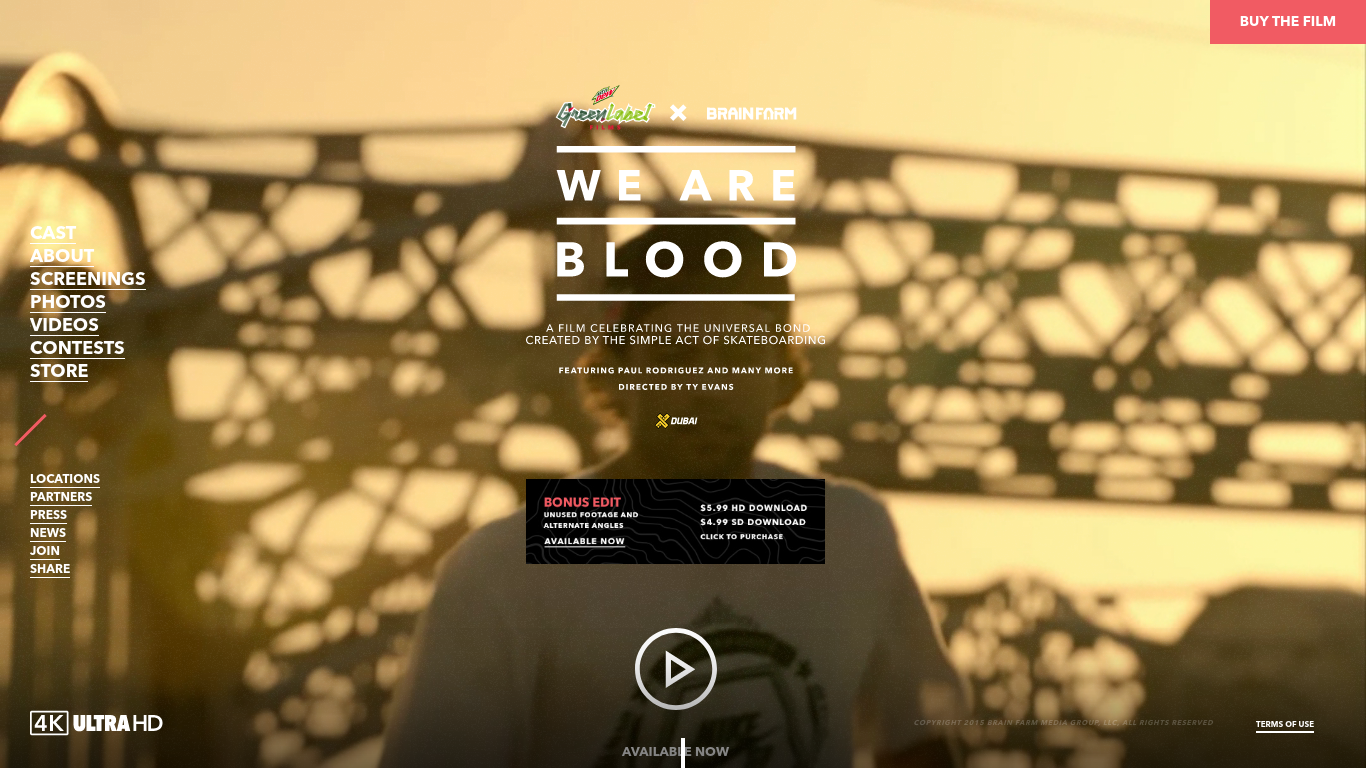 BUY THE FILM
Mtn Dew
GreenLabel
FILMS
BRAINFARM
WE ARE
BLOOD
CAST
ABOUT
SCREENINGS
PHOTOS
VIDEOS
CONTESTS
STORE
A FILM CELEBRATING THE UNIVERSAL BOND
CREATED BY THE SIMPLE ACT OF SKATEBOARDING
FEATURING PAUL RODRIGUEZ AND MANY MORE
DIRECTED BY TY EVANS
DUBAI
LOCATIONS
PARTNERS
PRESS
NEWS
JOIN
SHARE
BONUS EDIT
UNUSED FOOTAGE AND
ALTERNATE ANGLES
AVAILABLE NOW
$5.99 HD DOWNLOAD
$4.99 SD DOWNLOAD
CLICK TO PURCHASE
4K ULTRA HD
COPYRIGHT 2015 BRAIN FARM MEDIA GROUP, LLC. ALL RIGHTS RESERVED
TERMS OF USE
AVAILABLE NOW